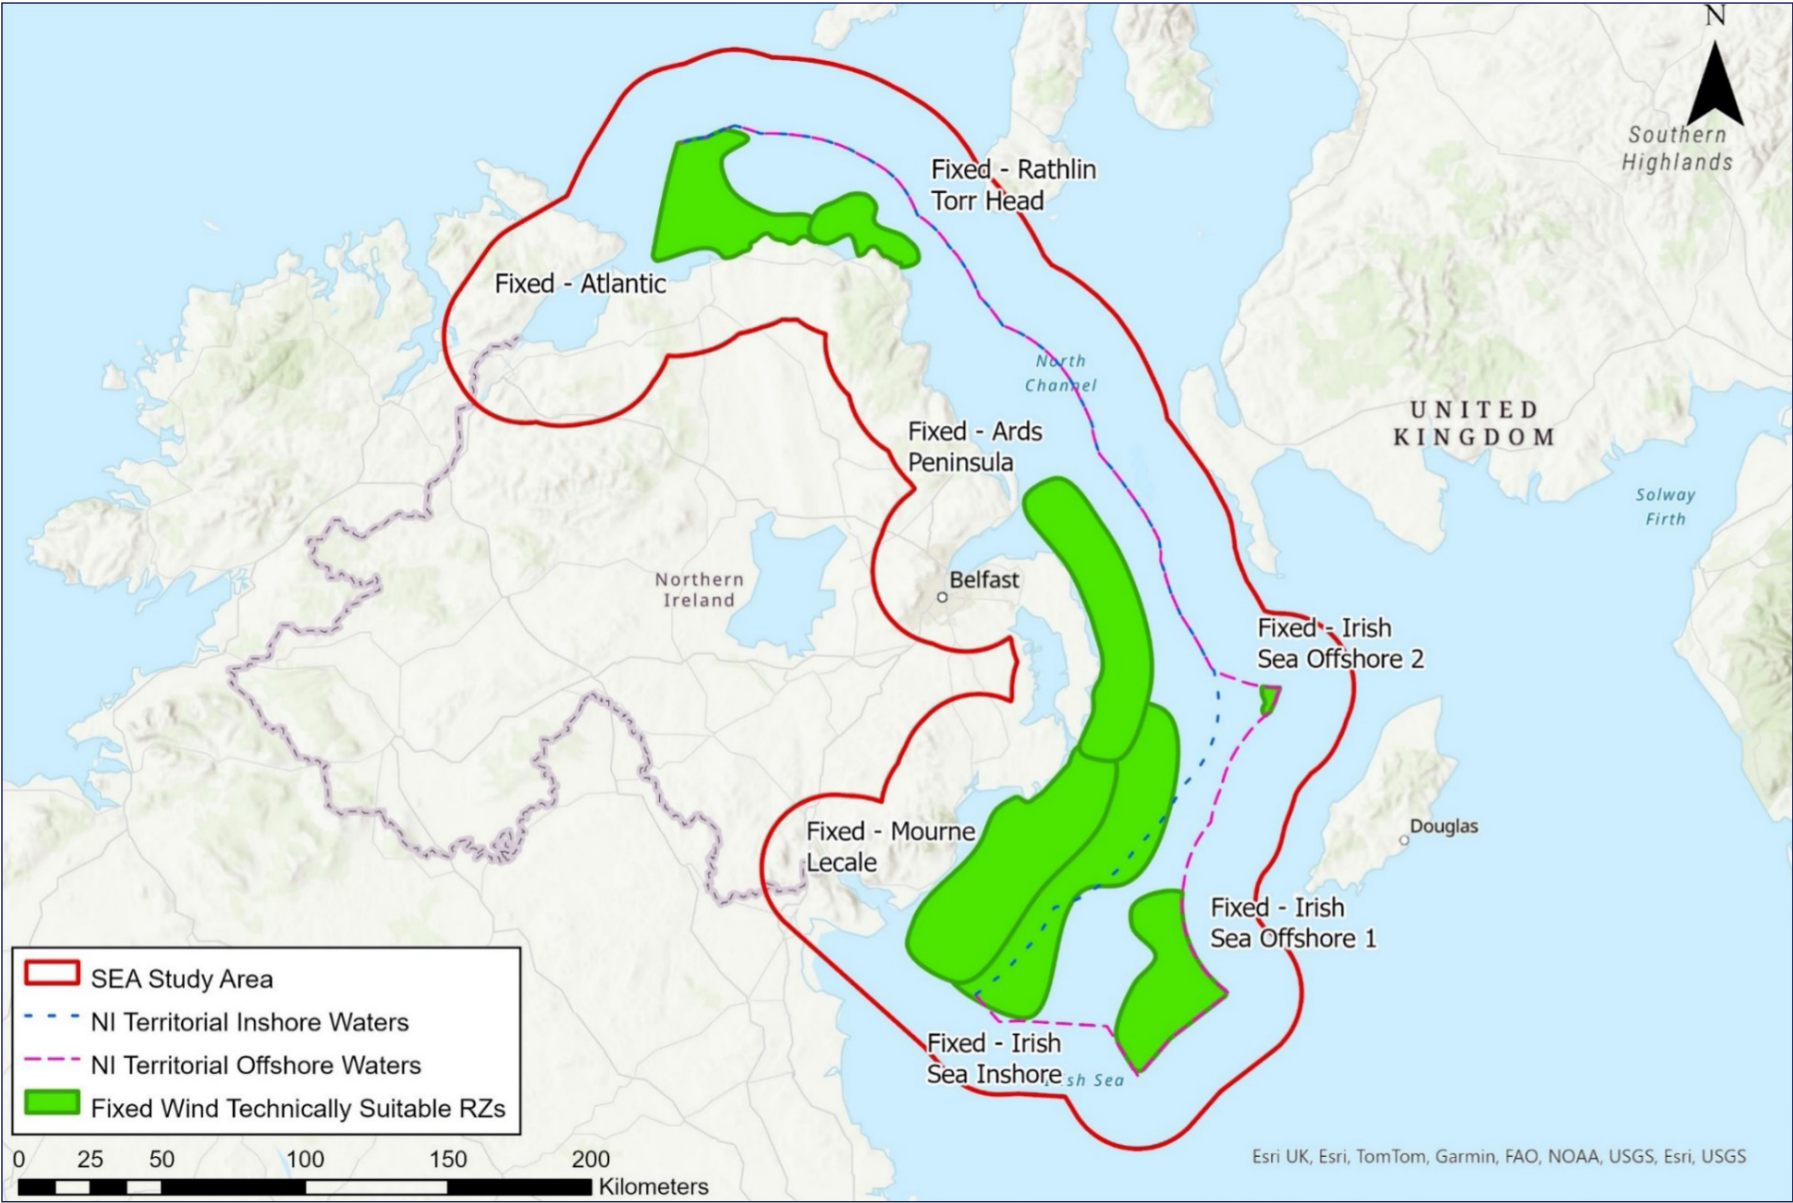 N
Southern
Highlands
Fixed - Rathlin
Torr Head
Fixed - Atlantic
North
Channel
UNITED
KINGDOM
Fixed - Ards
Peninsula
Solway
Firth
Northern
Ireland
Belfast
Fixed - Irish
Sea Offshore 2
Douglas
Fixed - Mourne
Lecale
Fixed - Irish
Sea Offshore 1
Fixed - Irish
Sea Inshore
sh Sea
SEA Study Area
NI Territorial Inshore Waters
NI Territorial Offshore Waters
Fixed Wind Technically Suitable RZs
0 25 50 100 150 200
Kilometers
Esri UK, Esri, TomTom, Garmin, FAO, NOAA, USGS, Esri, USGS